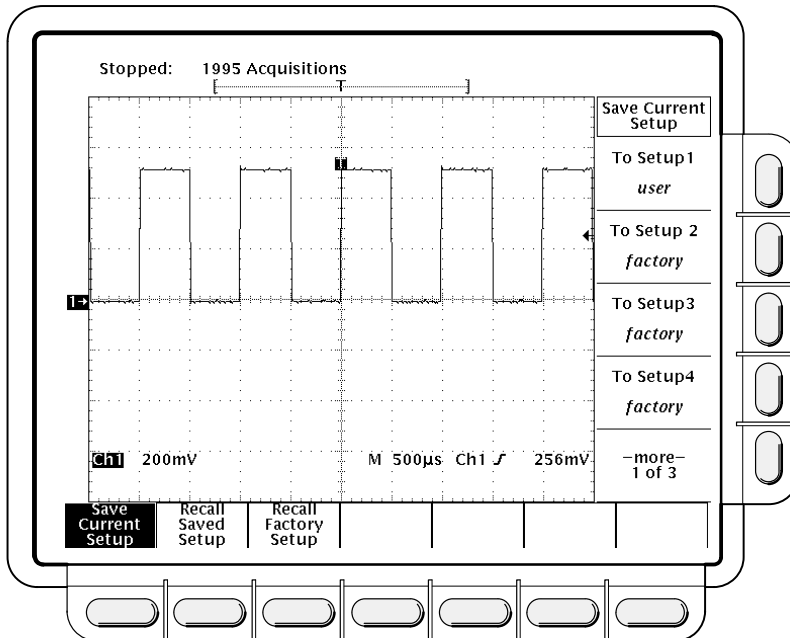 Stopped: 1995 Acquisitions
T
Save Current
Setup
To Setup1
user
To Setup 2
factory
To Setup3
factory
To Setup4
factory
–more–
1 of 3
1
Ch1 200mV M 500µs Ch1 256mV
Save
Current
Setup
Recall
Saved
Setup
Recall
Factory
Setup